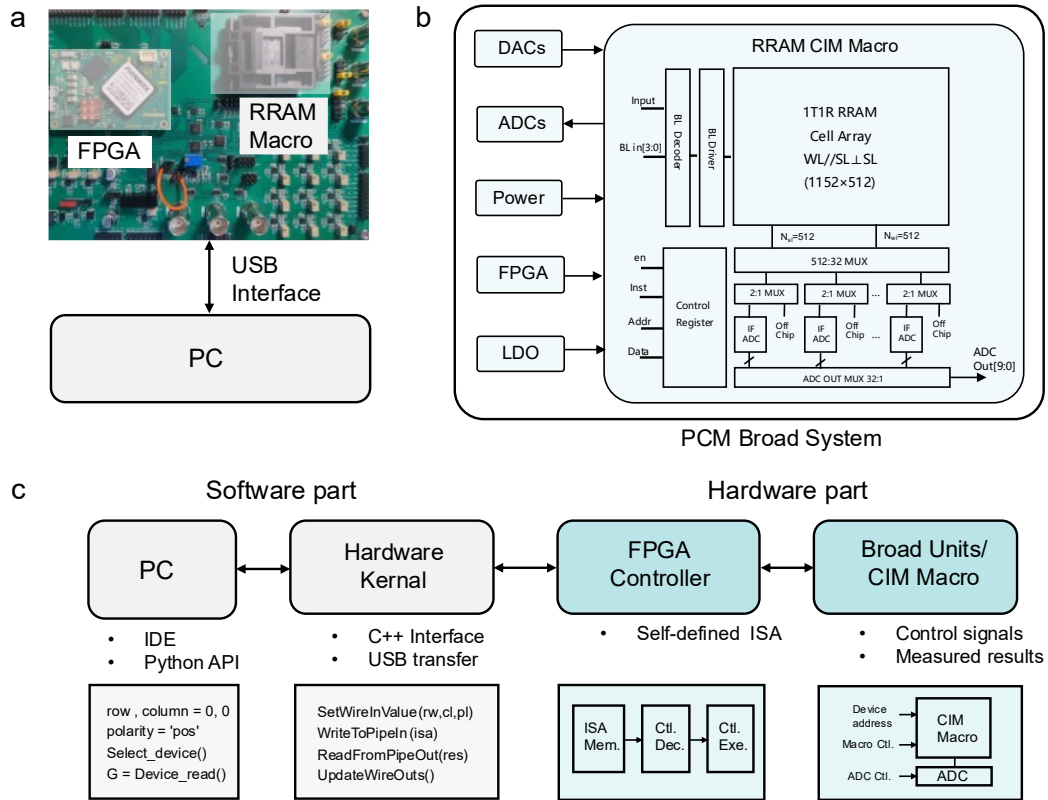 a
FPGA
RRAM
Macro
USB
Interface
PC
b
DACs
ADCs
Power
FPGA
LDO
RRAM CIM Macro
Input
BL in[3:0]
BL Decoder
BL Driver
1T1R RRAM
Cell Array
WL//SL⊥SL
(1152×512)
Nsl=512
Nwl=512
512:32 MUX
en
Inst
Addr
Data
Control
Register
2:1 MUX
2:1 MUX
...
2:1 MUX
IF
ADC
Off
Chip
IF
ADC
Off
Chip
...
IF
ADC
Off
Chip
ADC OUT MUX 32:1
ADC
Out[9:0]
PCM Broad System
c
Software part
Hardware part
PC
Hardware
Kernal
FPGA
Controller
Broad Units/
CIM Macro
• IDE
• Python API
• C++ Interface
• USB transfer
• Self-defined ISA
• Control signals
• Measured results
row , column = 0, 0
polarity = 'pos'
Select_device()
G = Device_read()
SetWireInValue(rw,cl,pl)
WriteToPipeIn(isa)
ReadFromPipeOut(res)
UpdateWireOuts()
ISA
Mem.
Ctl.
Dec.
Ctl.
Exe.
Device
address
Macro Ctl.
ADC Ctl.
CIM
Macro
ADC